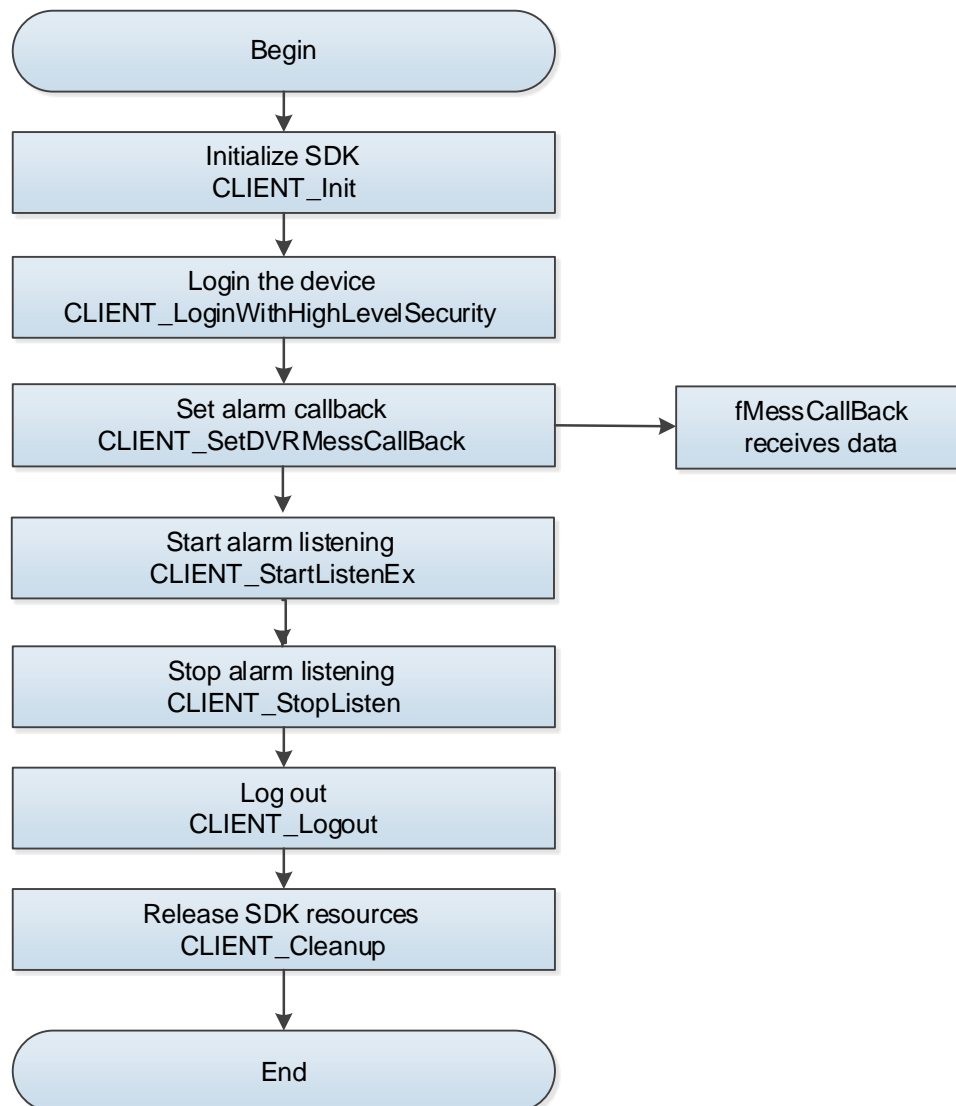 Begin
Initialize SDK
CLIENT_Init
Login the device
CLIENT_LoginWithHighLevelSecurity
Set alarm callback
CLIENT_SetDVRMessCallBack
fMessCallBack
receives data
Start alarm listening
CLIENT_StartListenEx
Stop alarm listening
CLIENT_StopListen
Log out
CLIENT_Logout
Release SDK resources
CLIENT_Cleanup
End